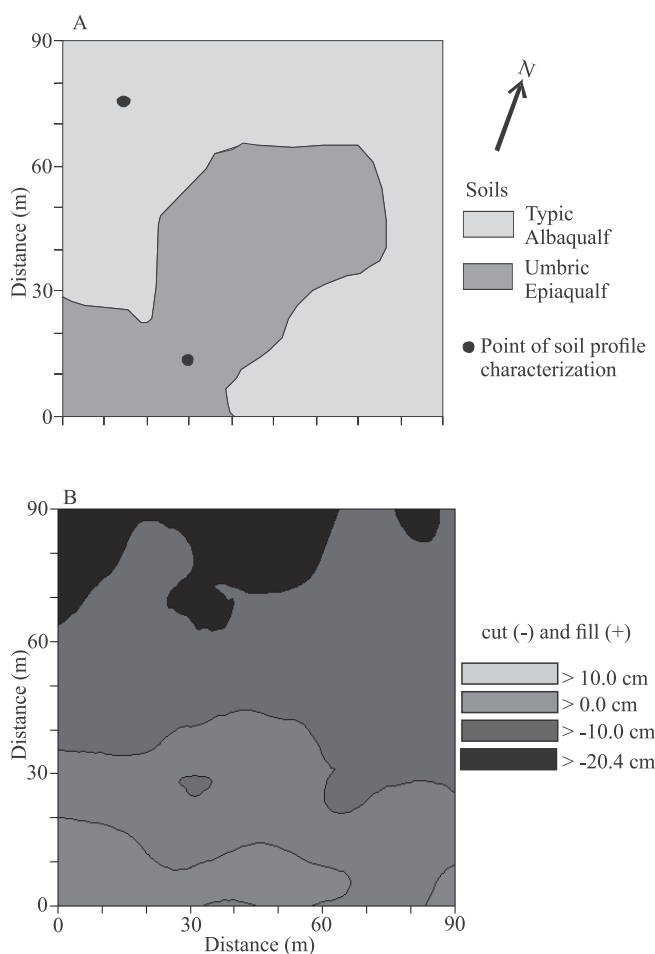 A
90
60
30
0
Distance (m)
N
Soils
Typic
Albaqualf
Umbric
Epiaqualf
Point of soil profile
characterization
B
90
60
30
0
Distance (m)
0 30 60 90
Distance (m)
cut (-) and fill (+)
> 10.0 cm
> 0.0 cm
> -10.0 cm
> -20.4 cm